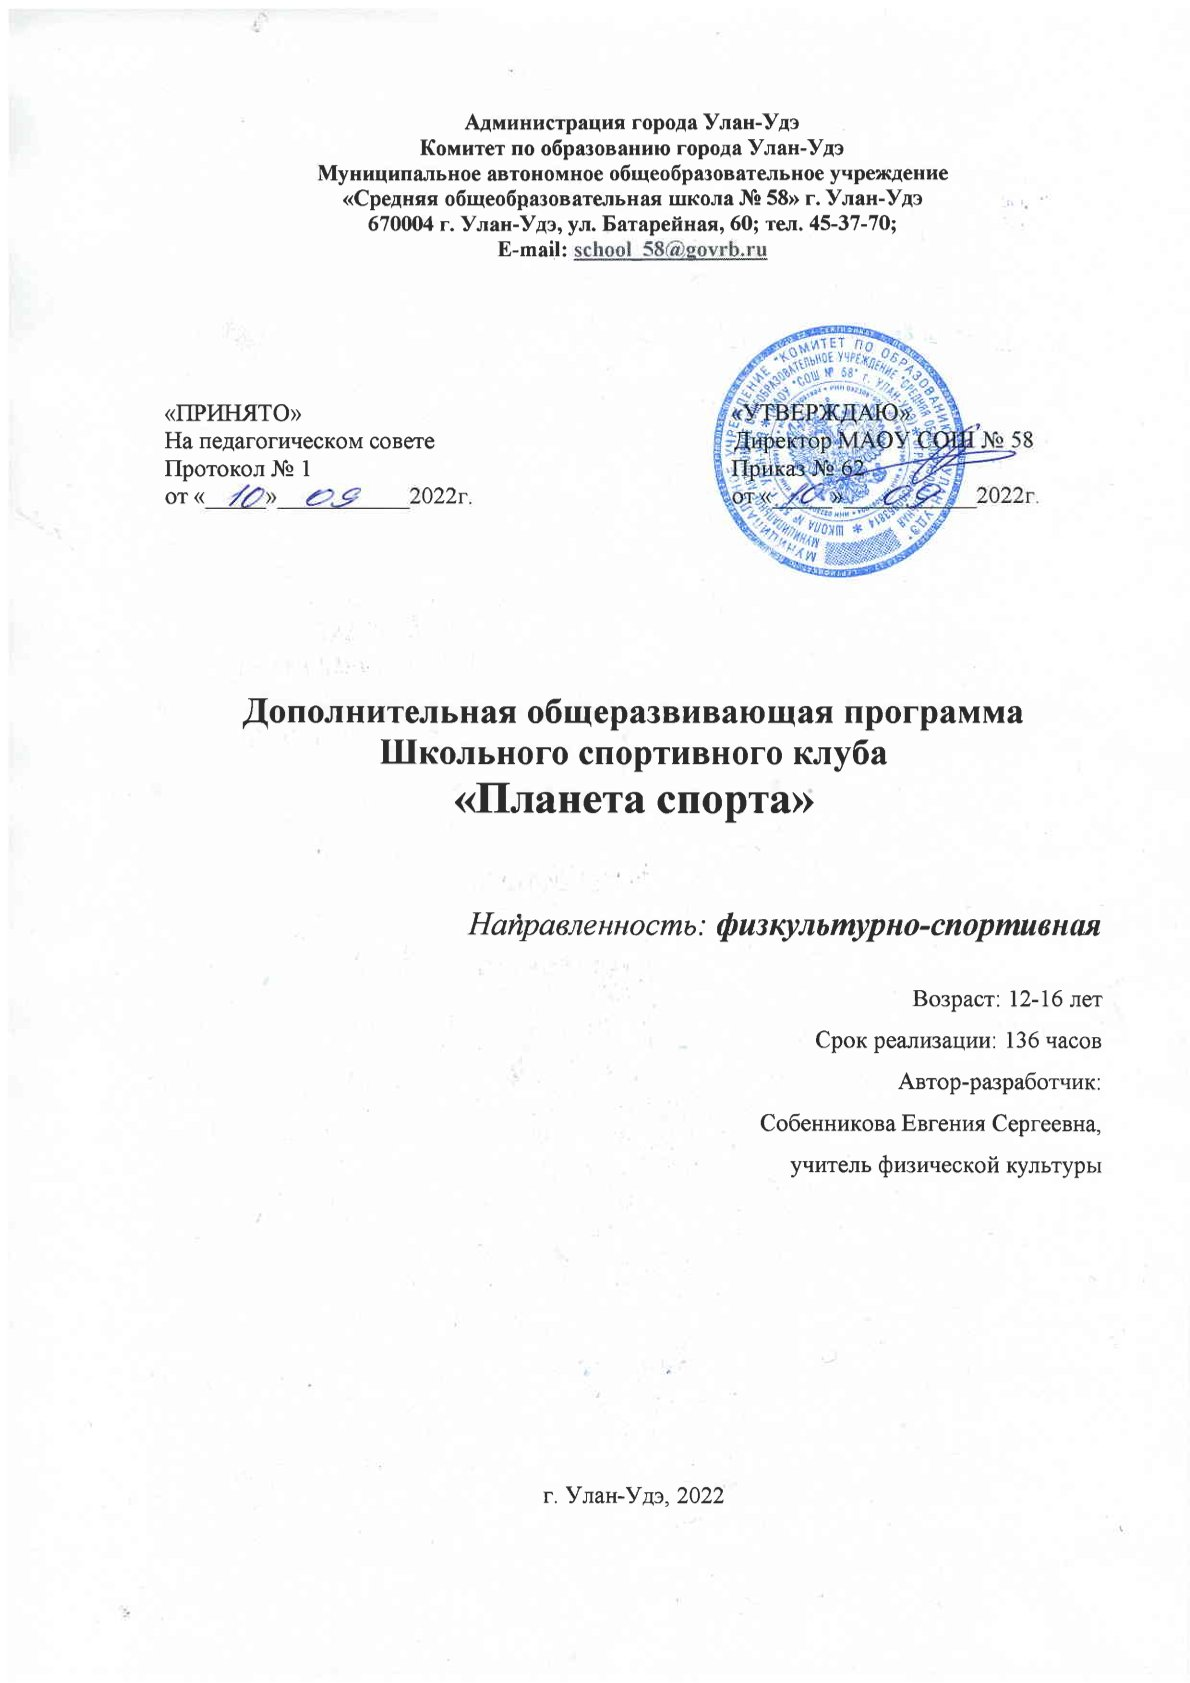 Администрация города Улан-Удэ
Комитет по образованию города Улан-Удэ
Муниципальное автономное общеобразовательное учреждение
«Средняя общеобразовательная школа № 58» г. Улан-Удэ
670004 г. Улан-Удэ, ул. Батарейная, 60; тел. 45-37-70;
E-mail: school_58@govrb.ru
«ПРИНЯТО»
На педагогическом совете
Протокол № 1
от «10» 09 2022г.
«УТВЕРЖДАЮ»
Директор МАОУ СОШ № 58
Приказ № 62
от «10» 09 2022г.
Дополнительная общеразвивающая программа
Школьного спортивного клуба
«Планета спорта»
Направленность: физкультурно-спортивная
Возраст: 12-16 лет
Срок реализации: 136 часов
Автор-разработчик:
Собенникова Евгения Сергеевна,
учитель физической культуры
г. Улан-Удэ, 2022